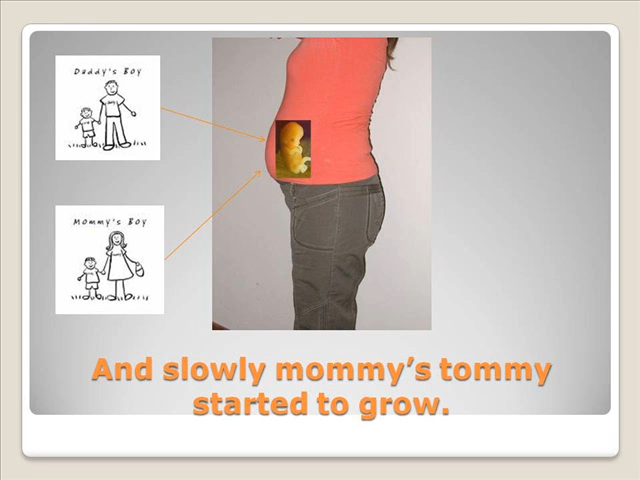 Daddy's Boy
Mommy's Boy
And slowly mommy’s tommy
started to grow.